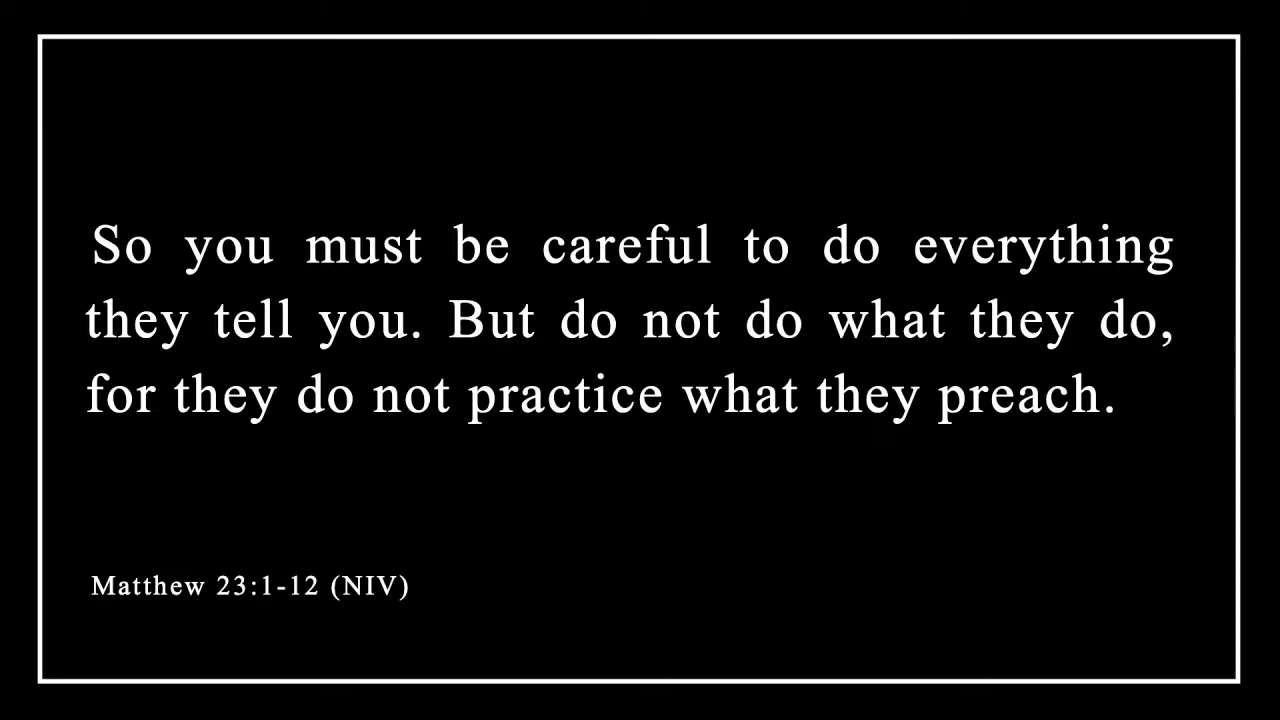 So you must be careful to do everything
they tell you. But do not do what they do,
for they do not practice what they preach.
Matthew 23:1-12 (NIV)